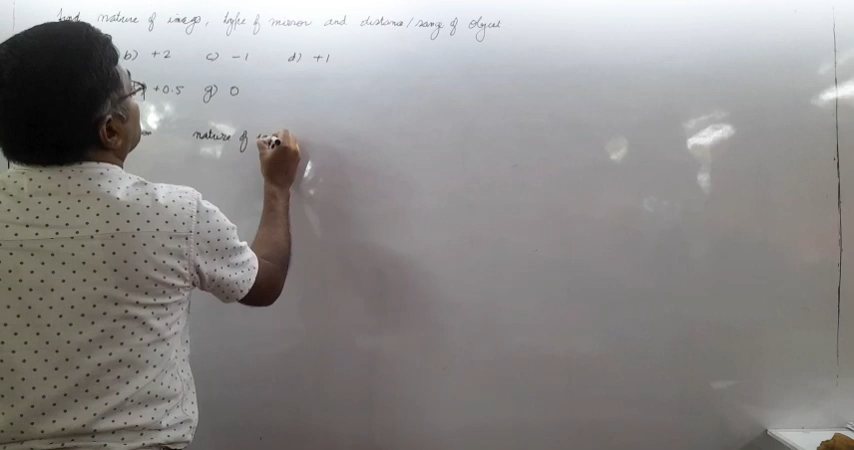 find nature of image, type of mirror and distance/range of object
b) +2 c) -1 d) +1
+0.5 g) 0
nature of